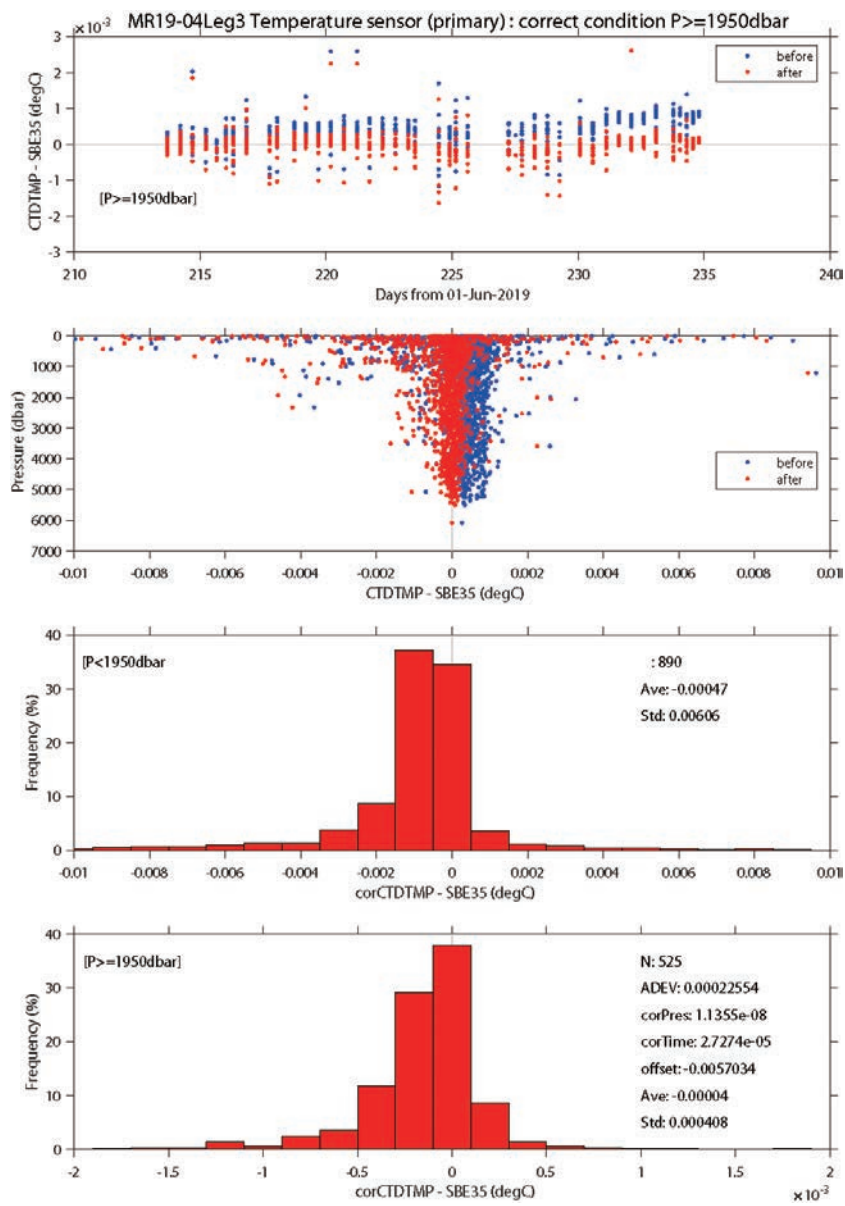 MR19-04Leg3 Temperature sensor (primary) : correct condition P>=1950dbar
×10⁻³
3
2
1
0
-1
-2
-3
CTDTMP - SBE35 (degC)
before
after
[P>=1950dbar]
210 215 220 225 230 235 240
Days from 01-Jun-2019
0
1000
2000
3000
4000
5000
6000
7000
Pressure (dbar)
before
after
-0.01 -0.008 -0.006 -0.004 -0.002 0 0.002 0.004 0.006 0.008 0.01
CTDTMP - SBE35 (degC)
40
30
20
10
0
Frequency (%)
[P<1950dbar
: 890
Ave: -0.00047
Std: 0.00606
-0.01 -0.008 -0.006 -0.004 -0.002 0 0.002 0.004 0.006 0.008 0.01
corCTDTMP - SBE35 (degC)
40
30
20
10
0
Frequency (%)
[P>=1950dbar]
N: 525
ADEV: 0.00022554
corPres: 1.1355e-08
corTime: 2.7274e-05
offset: -0.0057034
Ave: -0.00004
Std: 0.000408
-2 -1.5 -1 -0.5 0 0.5 1 1.5 2
corCTDTMP - SBE35 (degC)
×10⁻³